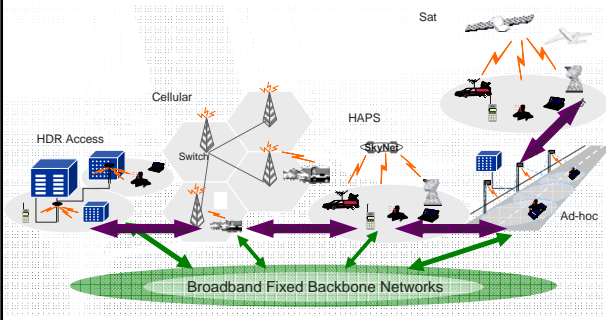 Sat
Cellular
HAPS
HDR Access
Switch
SkyNet
Ad-hoc
Broadband Fixed Backbone Networks